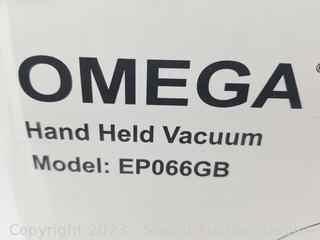 OMEGA®
Hand Held Vacuum
Model: EP066GB
Copyright 2023 - Sound Auction Service